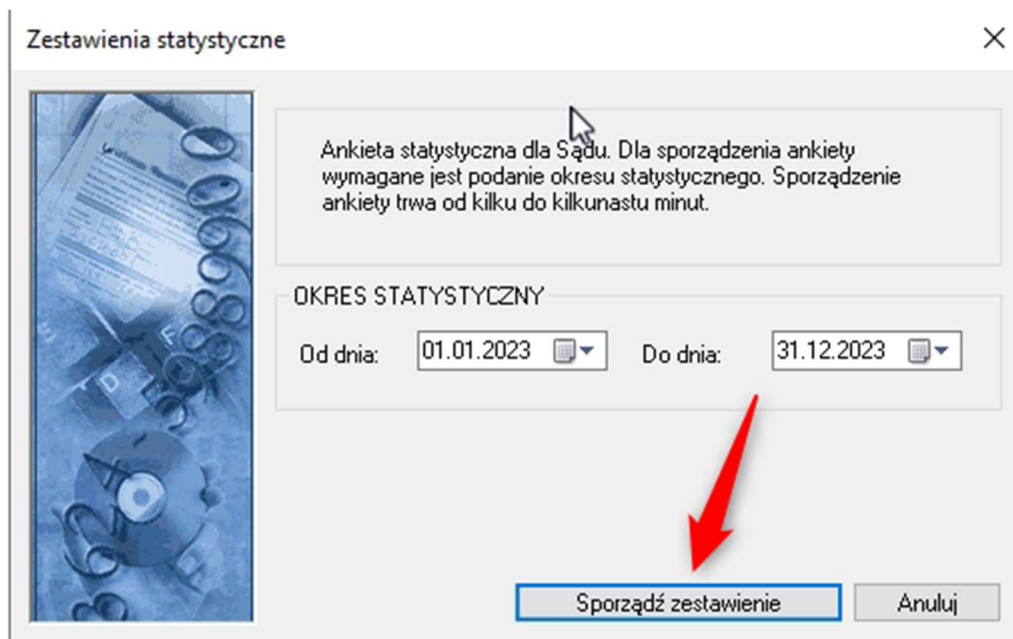 Zestawienia statystyczne
Ankieta statystyczna dla Sądu. Dla sporządzenia ankiety
wymagane jest podanie okresu statystycznego. Sporządzenie
ankiety trwa od kilku do kilkunastu minut.
OKRES STATYSTYCZNY
Od dnia: 01.01.2023 Do dnia: 31.12.2023
Sporządź zestawienie Anuluj